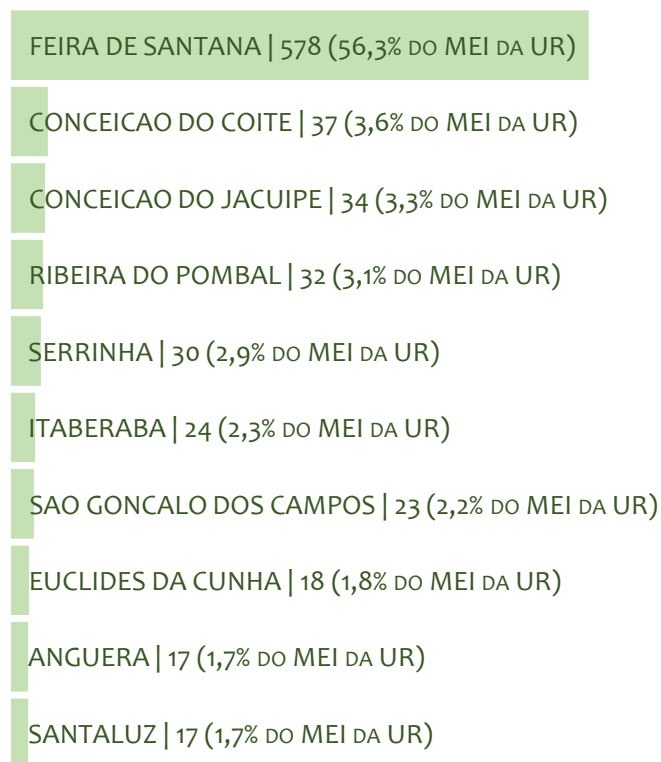 FEIRA DE SANTANA | 578 (56,3% DO MEI DA UR)
CONCEICAO DO COITE | 37 (3,6% DO MEI DA UR)
CONCEICAO DO JACUIPE | 34 (3,3% DO MEI DA UR)
RIBEIRA DO POMBAL | 32 (3,1% DO MEI DA UR)
SERRINHA | 30 (2,9% DO MEI DA UR)
ITABERABA | 24 (2,3% DO MEI DA UR)
SAO GONCALO DOS CAMPOS | 23 (2,2% DO MEI DA UR)
EUCLIDES DA CUNHA | 18 (1,8% DO MEI DA UR)
ANGUERA | 17 (1,7% DO MEI DA UR)
SANTALUZ | 17 (1,7% DO MEI DA UR)